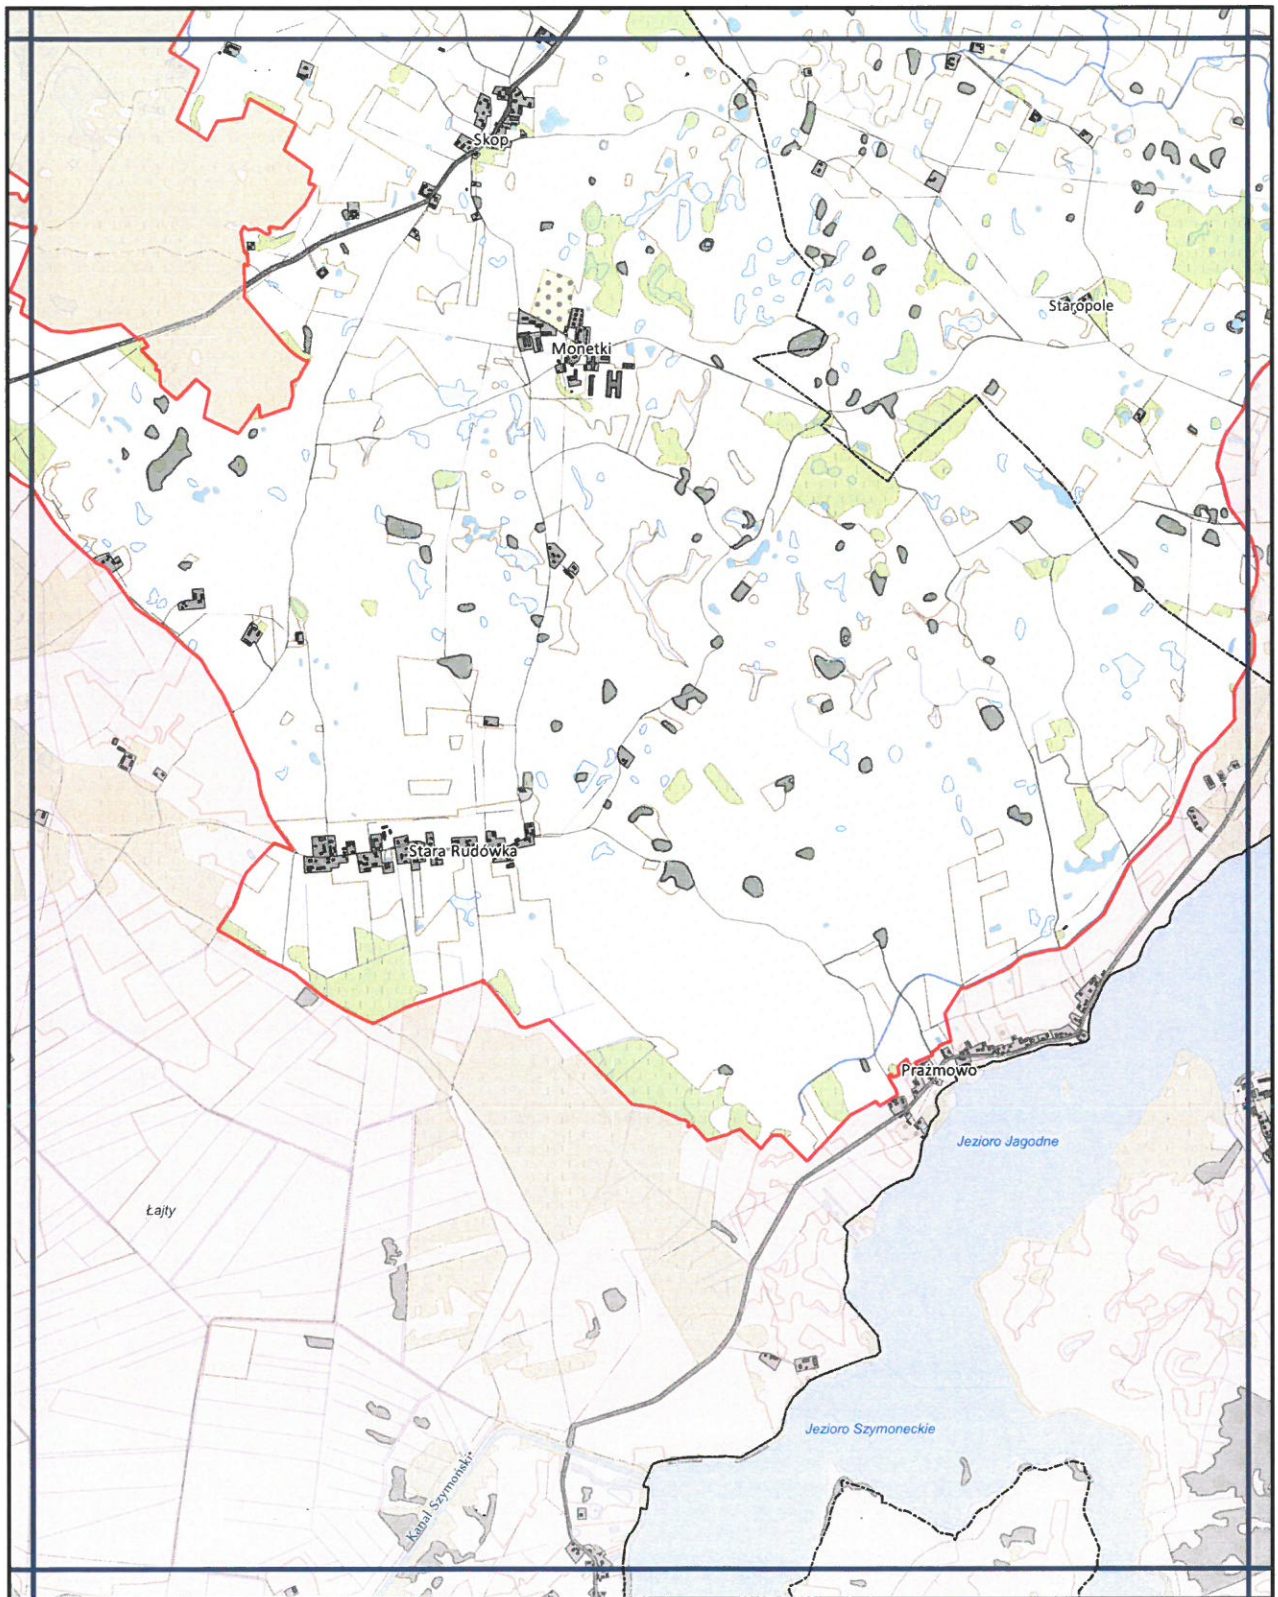 Skop
Staropole
Monetki
Stara Rudówka
Prażmowo
Jezioro Jagodne
Łajty
Jezioro Szymoneckie
Kanał Szymoński